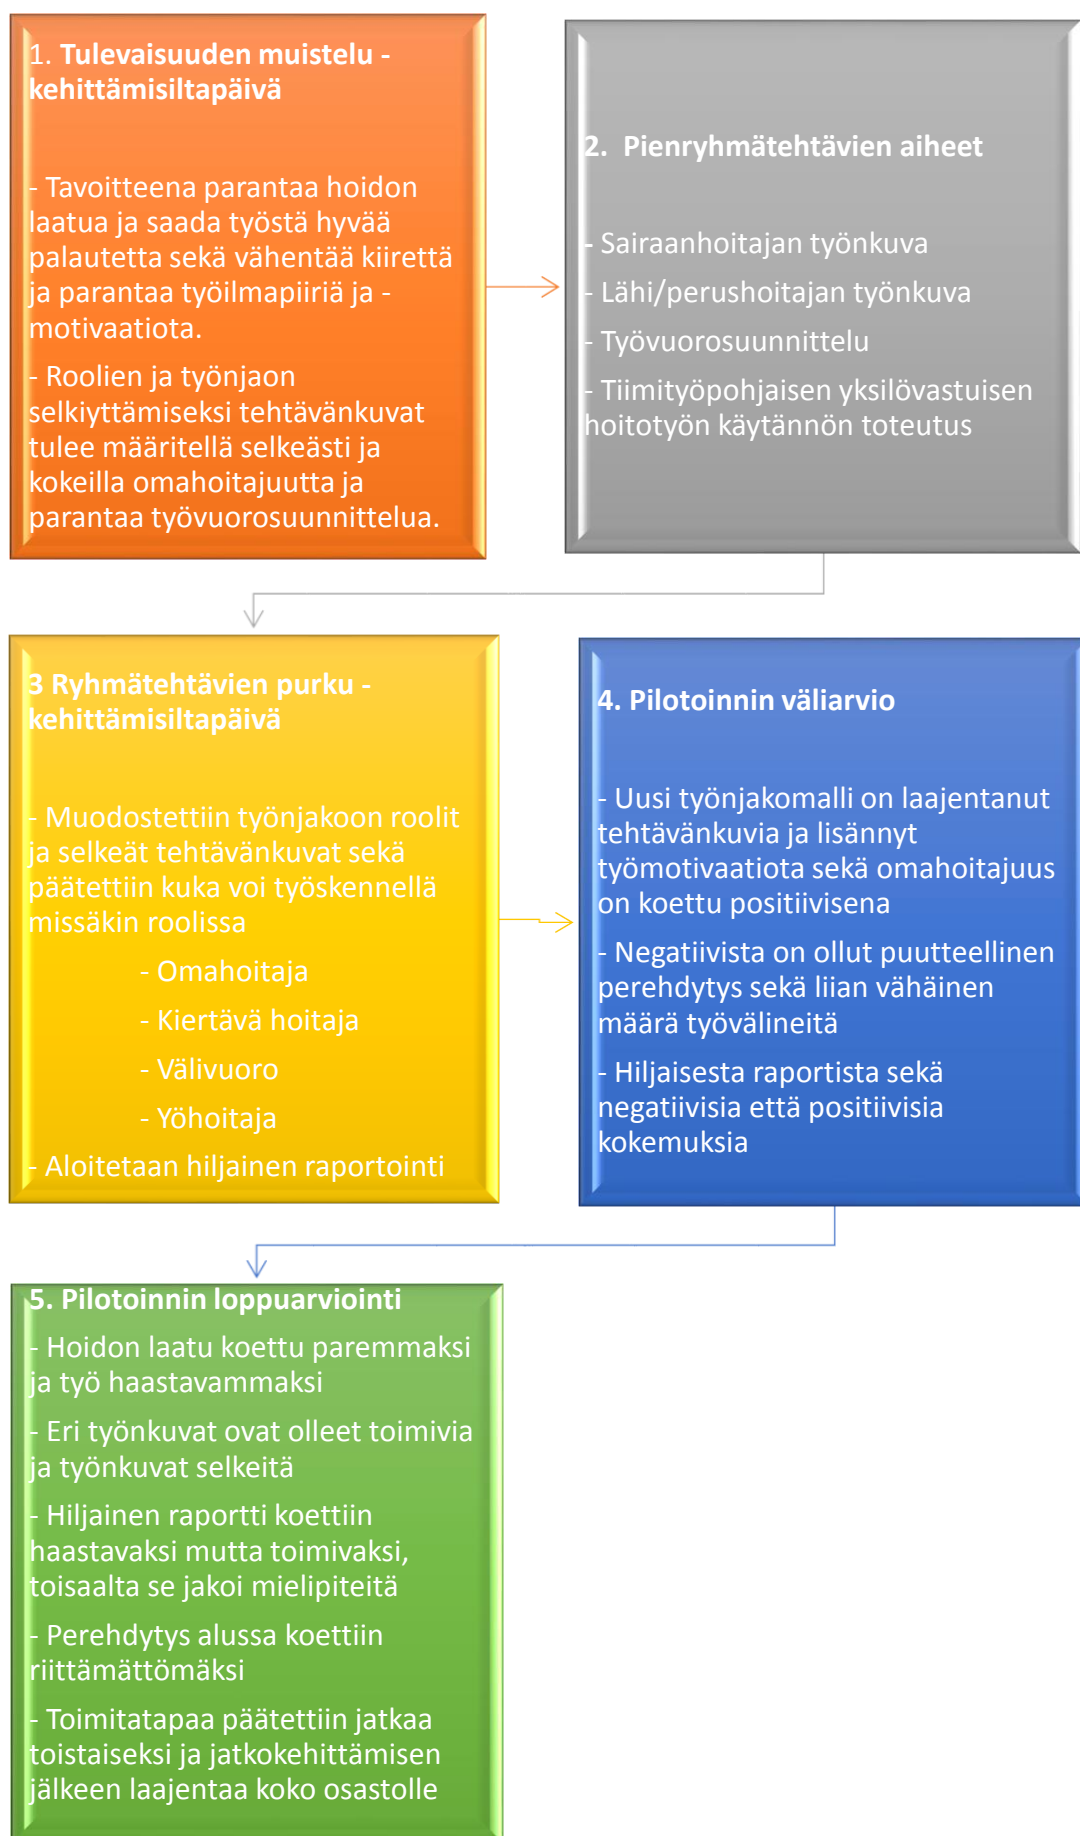 1. Tulevaisuuden muistelu -
kehittämisiltapäivä
- Tavoitteena parantaa hoidon
laatua ja saada työstä hyvää
palautetta sekä vähentää kiirettä
ja parantaa työilmapiiriä ja -
motivaatiota.
- Roolien ja työnjaon
selkiyttämiseksi tehtävänkuvat
tulee määritellä selkeästi ja
kokeilla omahoitajuutta ja
parantaa työvuorosuunnittelua.
2. Pienryhmätehtävien aiheet
- Sairaanhoitajan työnkuva
- Lähi/perushoitajan työnkuva
- Työvuorosuunnittelu
- Tiimityöpohjaisen yksilövastuisen
hoitotyön käytännön toteutus
3 Ryhmätehtävien purku -
kehittämisiltapäivä
- Muodostettiin työnjakoon roolit
ja selkeät tehtävänkuvat sekä
päätettiin kuka voi työskennellä
missäkin roolissa
- Omahoitaja
- Kiertävä hoitaja
- Välivuoro
- Yöhoitaja
- Aloitetaan hiljainen raportointi
4. Pilotoinnin väliarvio
- Uusi työnjakomalli on laajentanut
tehtävänkuvia ja lisännyt
työmotivaatiota sekä omahoitajuus
on koettu positiivisena
- Negatiivista on ollut puutteellinen
perehdytys sekä liian vähäinen
määrä työvälineitä
- Hiljaisesta raportista sekä
negatiivisia että positiivisia
kokemuksia
5. Pilotoinnin loppuarviointi
- Hoidon laatu koettu paremmaksi
ja työ haastavammaksi
- Eri työnkuvat ovat olleet toimivia
ja työnkuvat selkeitä
- Hiljainen raportti koettiin
haastavaksi mutta toimivaksi,
toisaalta se jakoi mielipiteitä
- Perehdytys alussa koettiin
riittämättömäksi
- Toimitatapaa päätettiin jatkaa
toistaiseksi ja jatkokehittämisen
jälkeen laajentaa koko osastolle